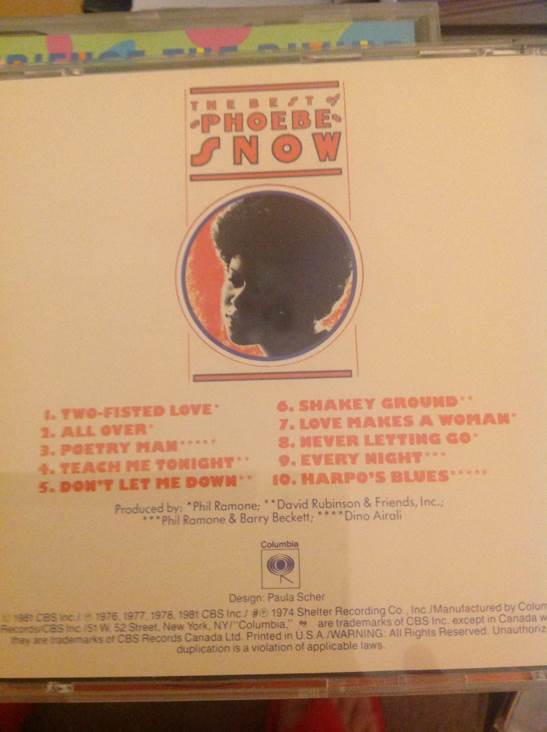 THE BEST of
PHOEBE
SNOW
1. TWO-FISTED LOVE*
2. ALL OVER*
3. POETRY MAN*****
4. TEACH ME TONIGHT**
5. DON'T LET ME DOWN**
6. SHAKEY GROUND**
7. LOVE MAKES A WOMAN*
8. NEVER LETTING GO*
9. EVERY NIGHT***
10. HARPO'S BLUES*****
Produced by: *Phil Ramone; **David Rubinson & Friends, Inc.;
***Phil Ramone & Barry Beckett; ****Dino Airali
Columbia
Design: Paula Scher
© 1981 CBS Inc./ ℗ 1976, 1977, 1978, 1981 CBS Inc./ #℗ 1974 Shelter Recording Co., Inc./Manufactured by Colum
Records/CBS Inc./51 W. 52 Street, New York, NY/"Columbia," are trademarks of CBS Inc. except in Canada w
they are trademarks of CBS Records Canada Ltd. Printed in U.S.A./WARNING: All Rights Reserved. Unauthoriz
duplication is a violation of applicable laws.